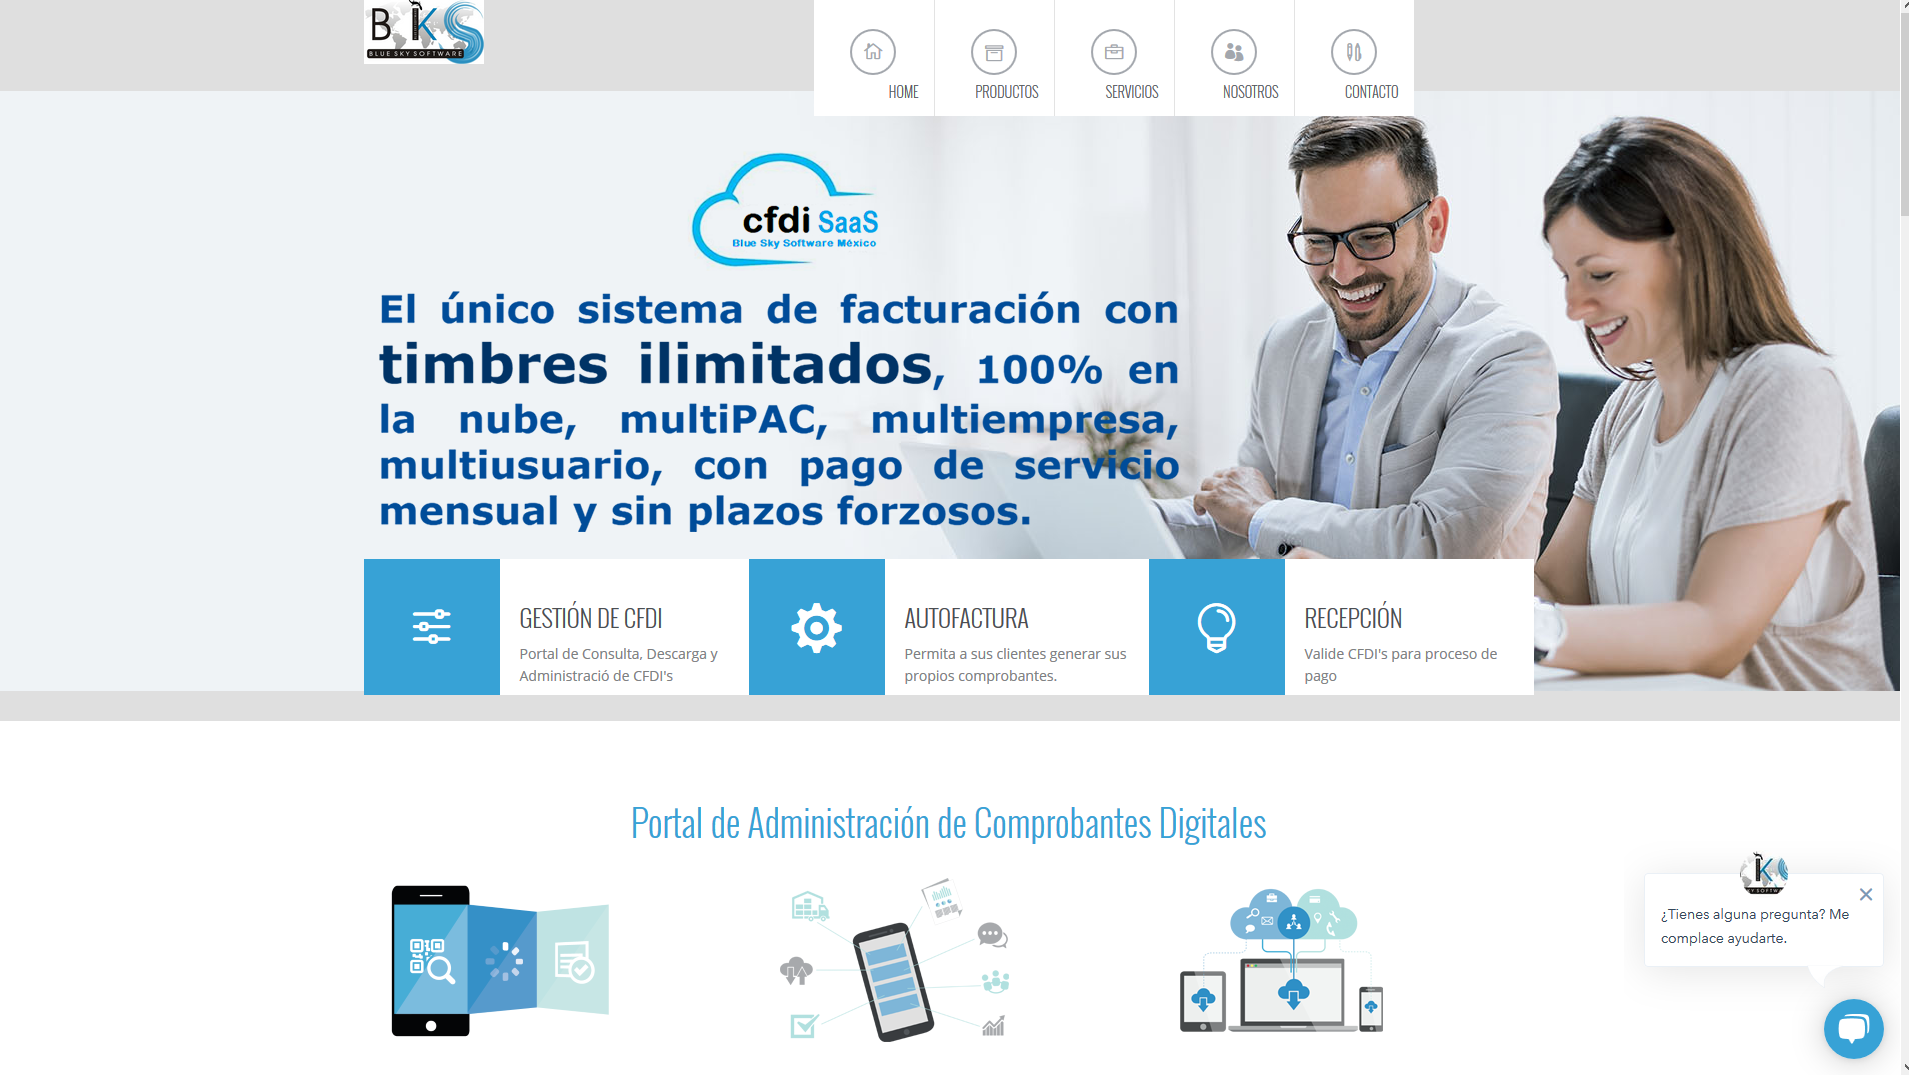 BIKS
BLUE SKY SOFTWARE
HOME
PRODUCTOS
SERVICIOS
NOSOTROS
CONTACTO
cfdi SaaS
Blue Sky Software México
El único sistema de facturación con
timbres ilimitados, 100% en
la nube, multiPAC, multiempresa,
multiusuario, con pago de servicio
mensual y sin plazos forzosos.
GESTIÓN DE CFDI
Portal de Consulta, Descarga y
Administració de CFDI's
AUTOFACTURA
Permita a sus clientes generar sus
propios comprobantes.
RECEPCIÓN
Valide CFDI's para proceso de
pago
Portal de Administración de Comprobantes Digitales
¿Tienes alguna pregunta? Me
complace ayudarte.